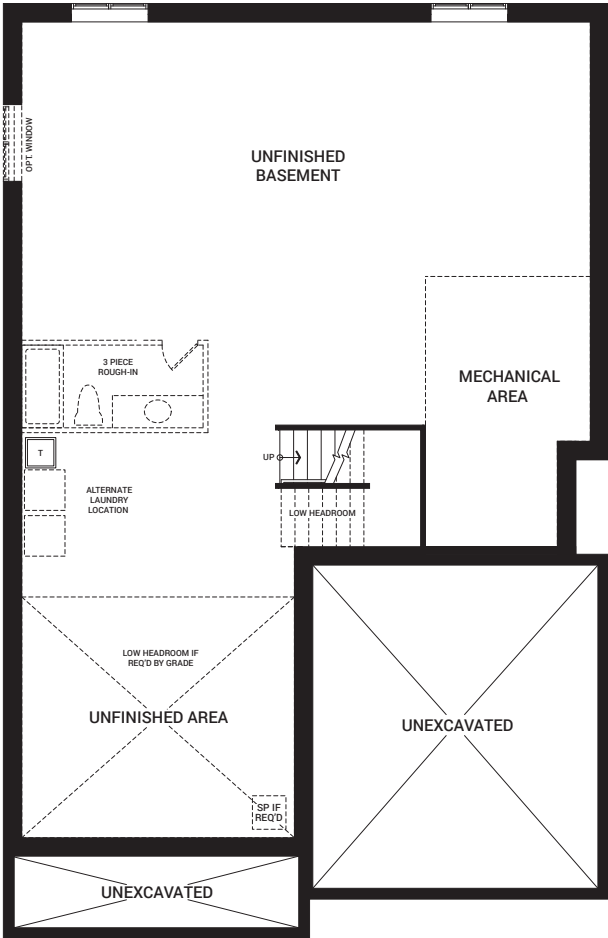 OPT. WINDOW
UNFINISHED
BASEMENT
3 PIECE
ROUGH-IN
MECHANICAL
AREA
T
UP
ALTERNATE
LAUNDRY
LOCATION
LOW HEADROOM
LOW HEADROOM IF
REQ'D BY GRADE
UNFINISHED AREA
UNEXCAVATED
SP IF
REQ'D
UNEXCAVATED